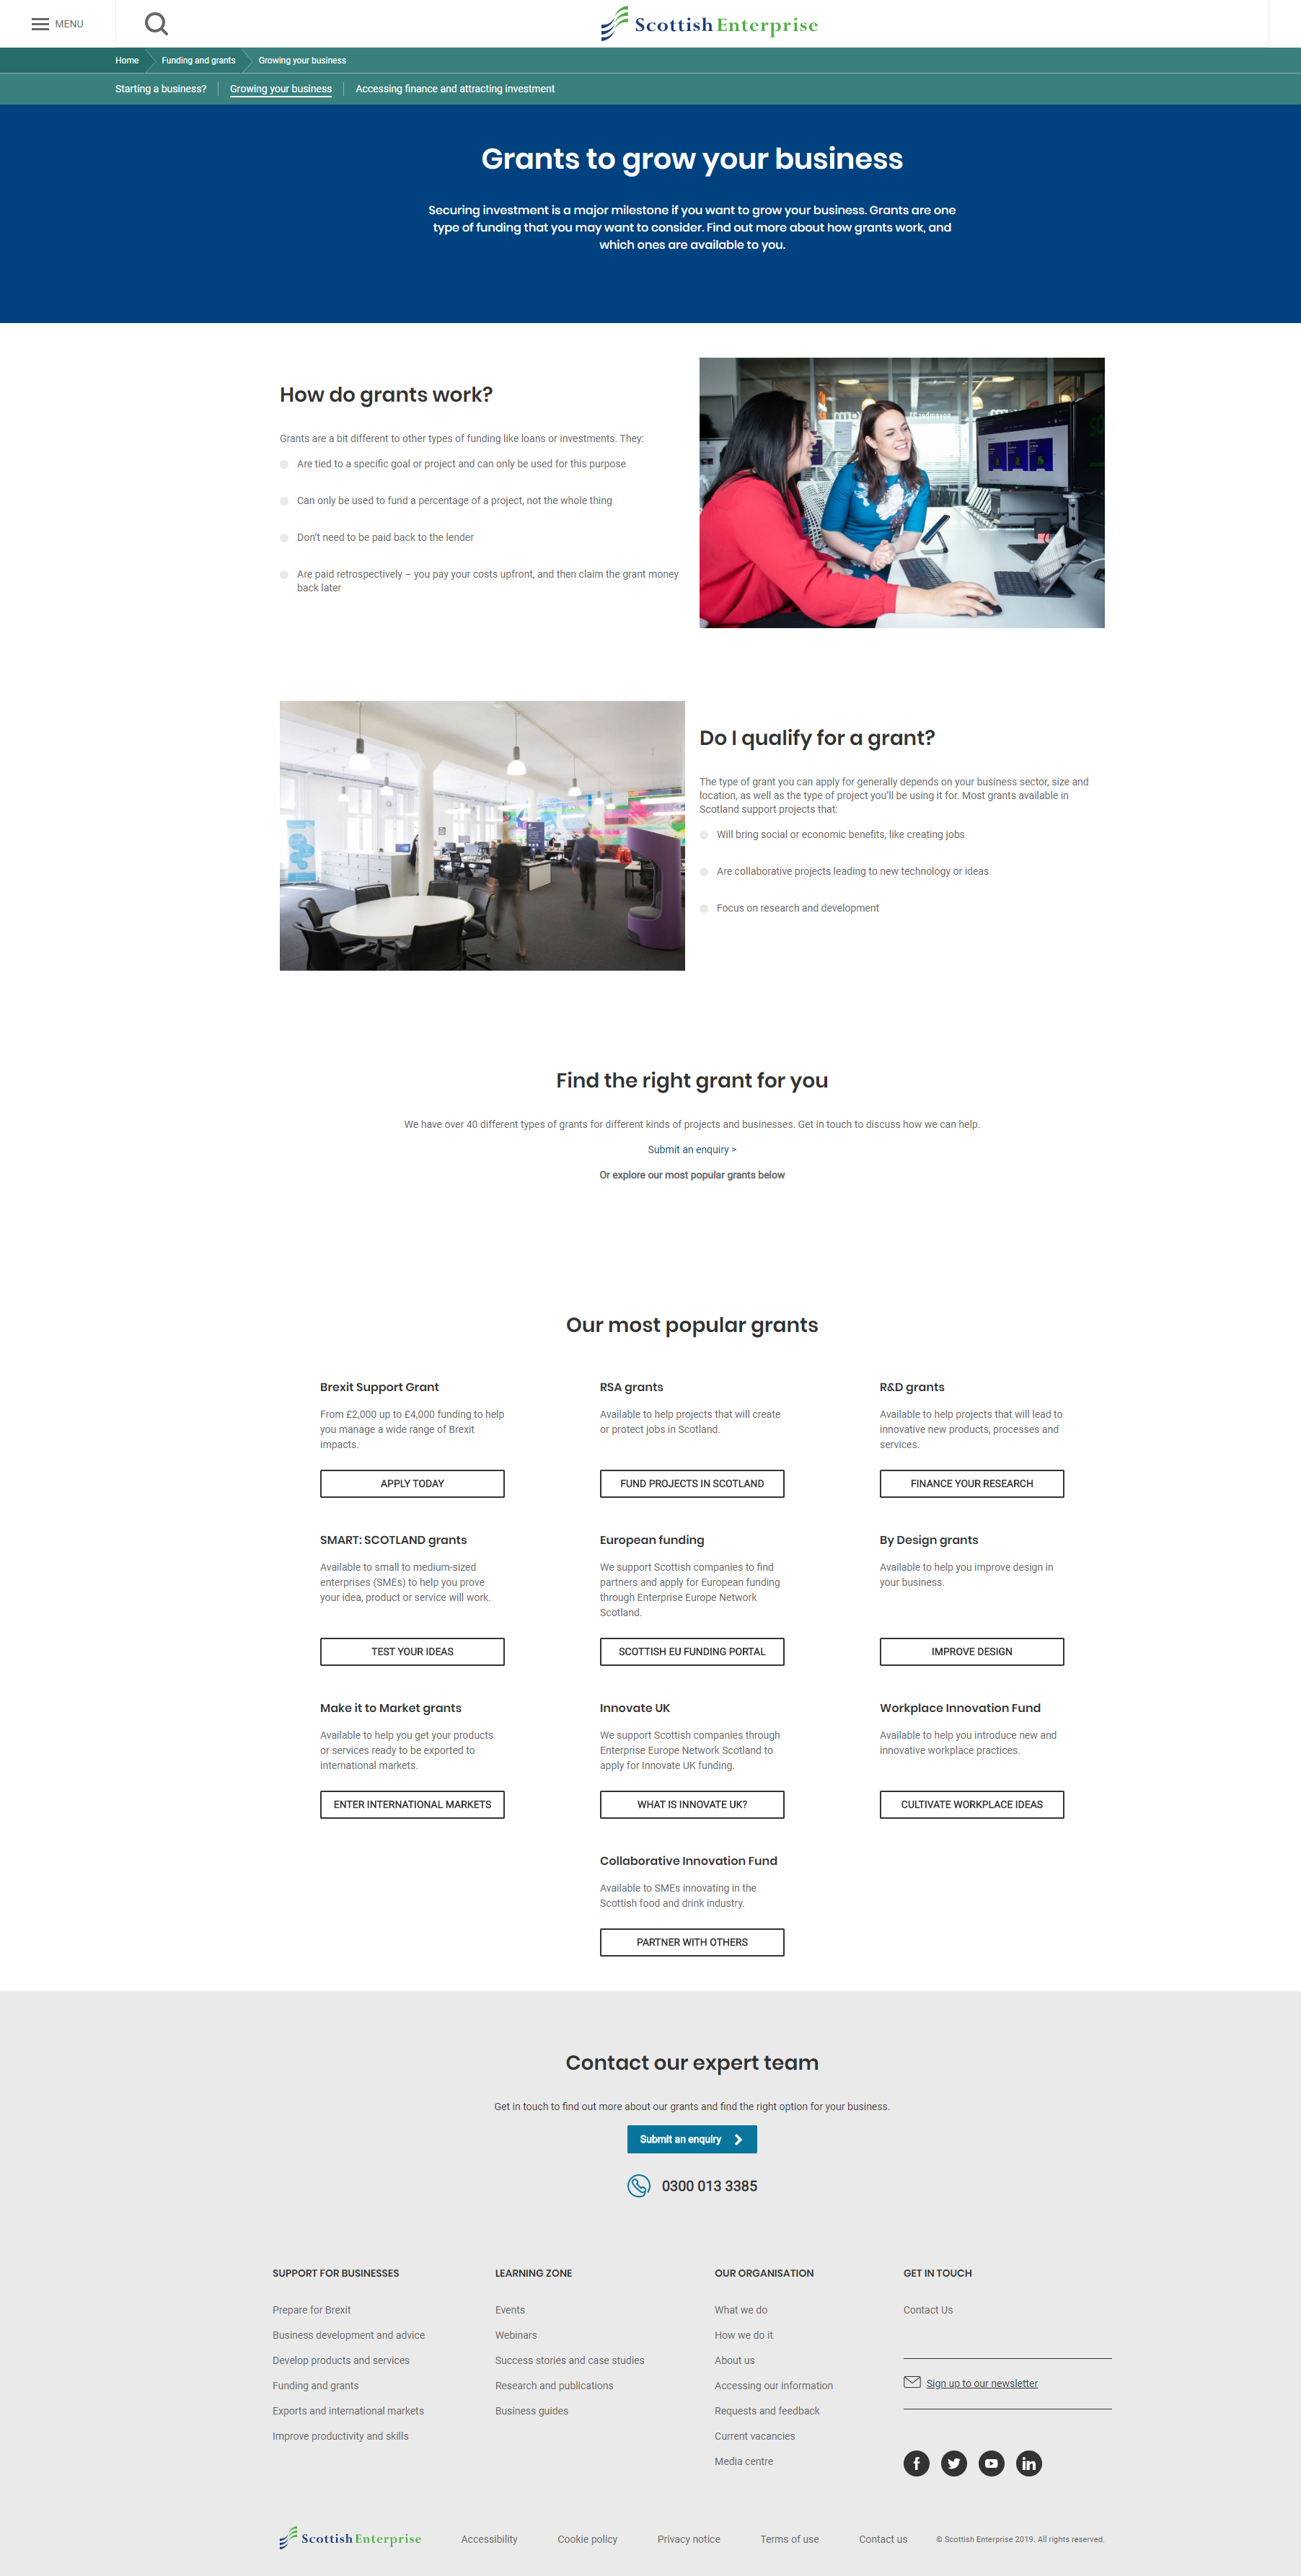 MENU
Scottish Enterprise
Home
Funding and grants
Growing your business
Starting a business?
Growing your business
Accessing finance and attracting investment
Grants to grow your business
Securing investment is a major milestone if you want to grow your business. Grants are one
type of funding that you may want to consider. Find out more about how grants work, and
which ones are available to you.
How do grants work?
Grants are a bit different to other types of funding like loans or investments. They:
Are tied to a specific goal or project and can only be used for this purpose
Can only be used to fund a percentage of a project, not the whole thing
Don't need to be paid back to the lender
Are paid retrospectively – you pay your costs upfront, and then claim the grant money
back later
Do I qualify for a grant?
The type of grant you can apply for generally depends on your business sector, size and
location, as well as the type of project you'll be using it for. Most grants available in
Scotland support projects that:
Will bring social or economic benefits, like creating jobs
Are collaborative projects leading to new technology or ideas
Focus on research and development
Find the right grant for you
We have over 40 different types of grants for different kinds of projects and businesses. Get in touch to discuss how we can help.
Submit an enquiry >
Or explore our most popular grants below
Our most popular grants
Brexit Support Grant
From £2,000 up to £4,000 funding to help
you manage a wide range of Brexit
impacts.
APPLY TODAY
RSA grants
Available to help projects that will create
or protect jobs in Scotland.
FUND PROJECTS IN SCOTLAND
R&D grants
Available to help projects that will lead to
innovative new products, processes and
services.
FINANCE YOUR RESEARCH
SMART: SCOTLAND grants
Available to small to medium-sized
enterprises (SMEs) to help you prove
your idea, product or service will work.
TEST YOUR IDEAS
European funding
We support Scottish companies to find
partners and apply for European funding
through Enterprise Europe Network
Scotland.
SCOTTISH EU FUNDING PORTAL
By Design grants
Available to help you improve design in
your business.
IMPROVE DESIGN
Make it to Market grants
Available to help you get your products
or services ready to be exported to
international markets.
ENTER INTERNATIONAL MARKETS
Innovate UK
We support Scottish companies through
Enterprise Europe Network Scotland to
apply for Innovate UK funding.
WHAT IS INNOVATE UK?
Workplace Innovation Fund
Available to help you introduce new and
innovative workplace practices.
CULTIVATE WORKPLACE IDEAS
Collaborative Innovation Fund
Available to SMEs innovating in the
Scottish food and drink industry.
PARTNER WITH OTHERS
Contact our expert team
Get in touch to find out more about our grants and find the right option for your business.
Submit an enquiry
0300 013 3385
SUPPORT FOR BUSINESSES
Prepare for Brexit
Business development and advice
Develop products and services
Funding and grants
Exports and international markets
Improve productivity and skills
LEARNING ZONE
Events
Webinars
Success stories and case studies
Research and publications
Business guides
OUR ORGANISATION
What we do
How we do it
About us
Accessing our information
Requests and feedback
Current vacancies
Media centre
GET IN TOUCH
Contact Us
Sign up to our newsletter
Scottish Enterprise
Accessibility
Cookie policy
Privacy notice
Terms of use
Contact us
© Scottish Enterprise 2019. All rights reserved.